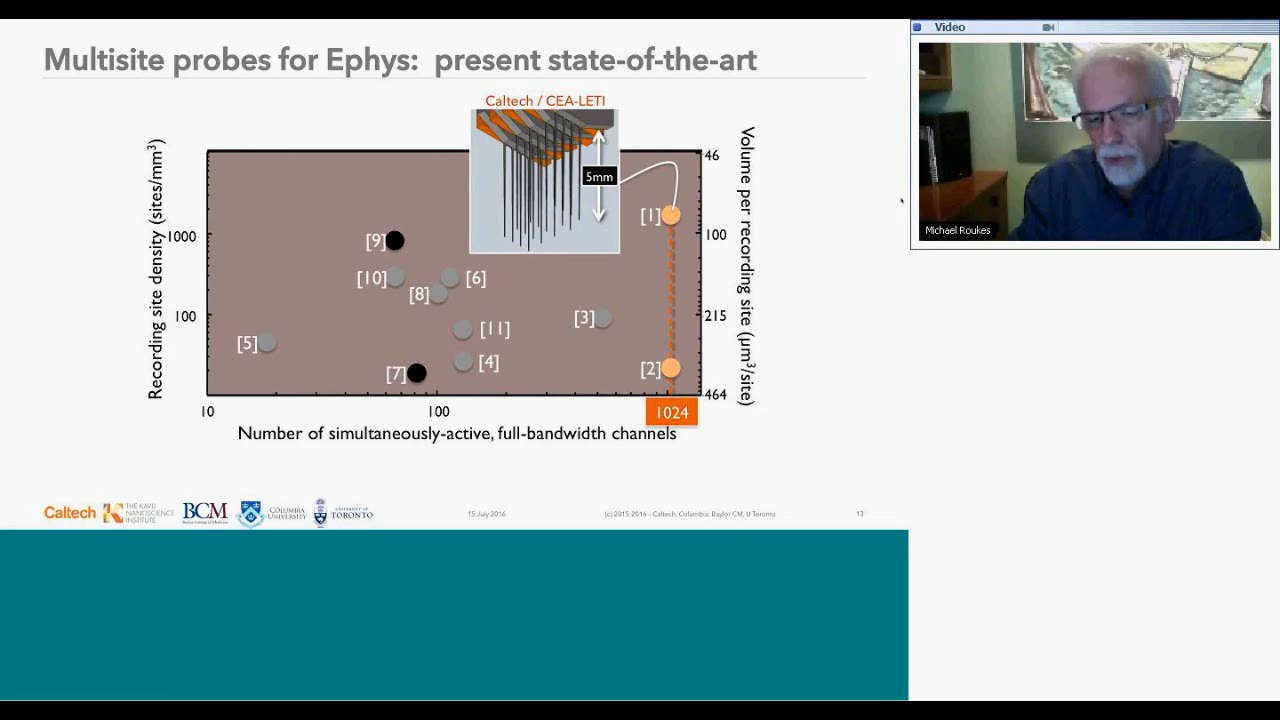 Multisite probes for Ephys: present state-of-the-art
Caltech / CEA-LETI
5mm
Recording site density (sites/mm³)
1000
100
[1]
[9]
[10]
[6]
[8]
[3]
[11]
[5]
[4]
[2]
[7]
46
100
215
464
Volume per recording site (µm³/site)
10
100
1024
Number of simultaneously-active, full-bandwidth channels
Caltech
THE KAVLI
NANOSCIENCE
INSTITUTE
BCM
Baylor College of Medicine
COLUMBIA
UNIVERSITY
UNIVERSITY OF
TORONTO
15 July 2016
(c) 2015-2016 - Caltech, Columbia, Baylor CM, U Toronto
13
Video
Michael Roukes